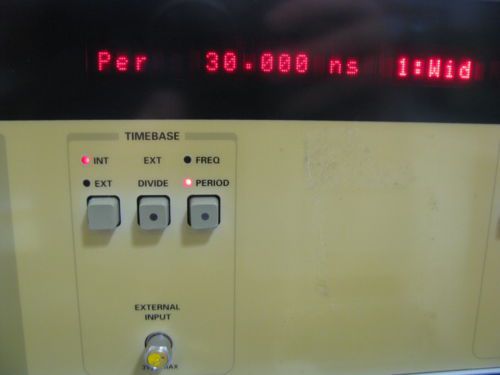 Per 30.000 ns 1:Wid
TIMEBASE
INT EXT FREQ
EXT DIVIDE PERIOD
EXTERNAL
INPUT